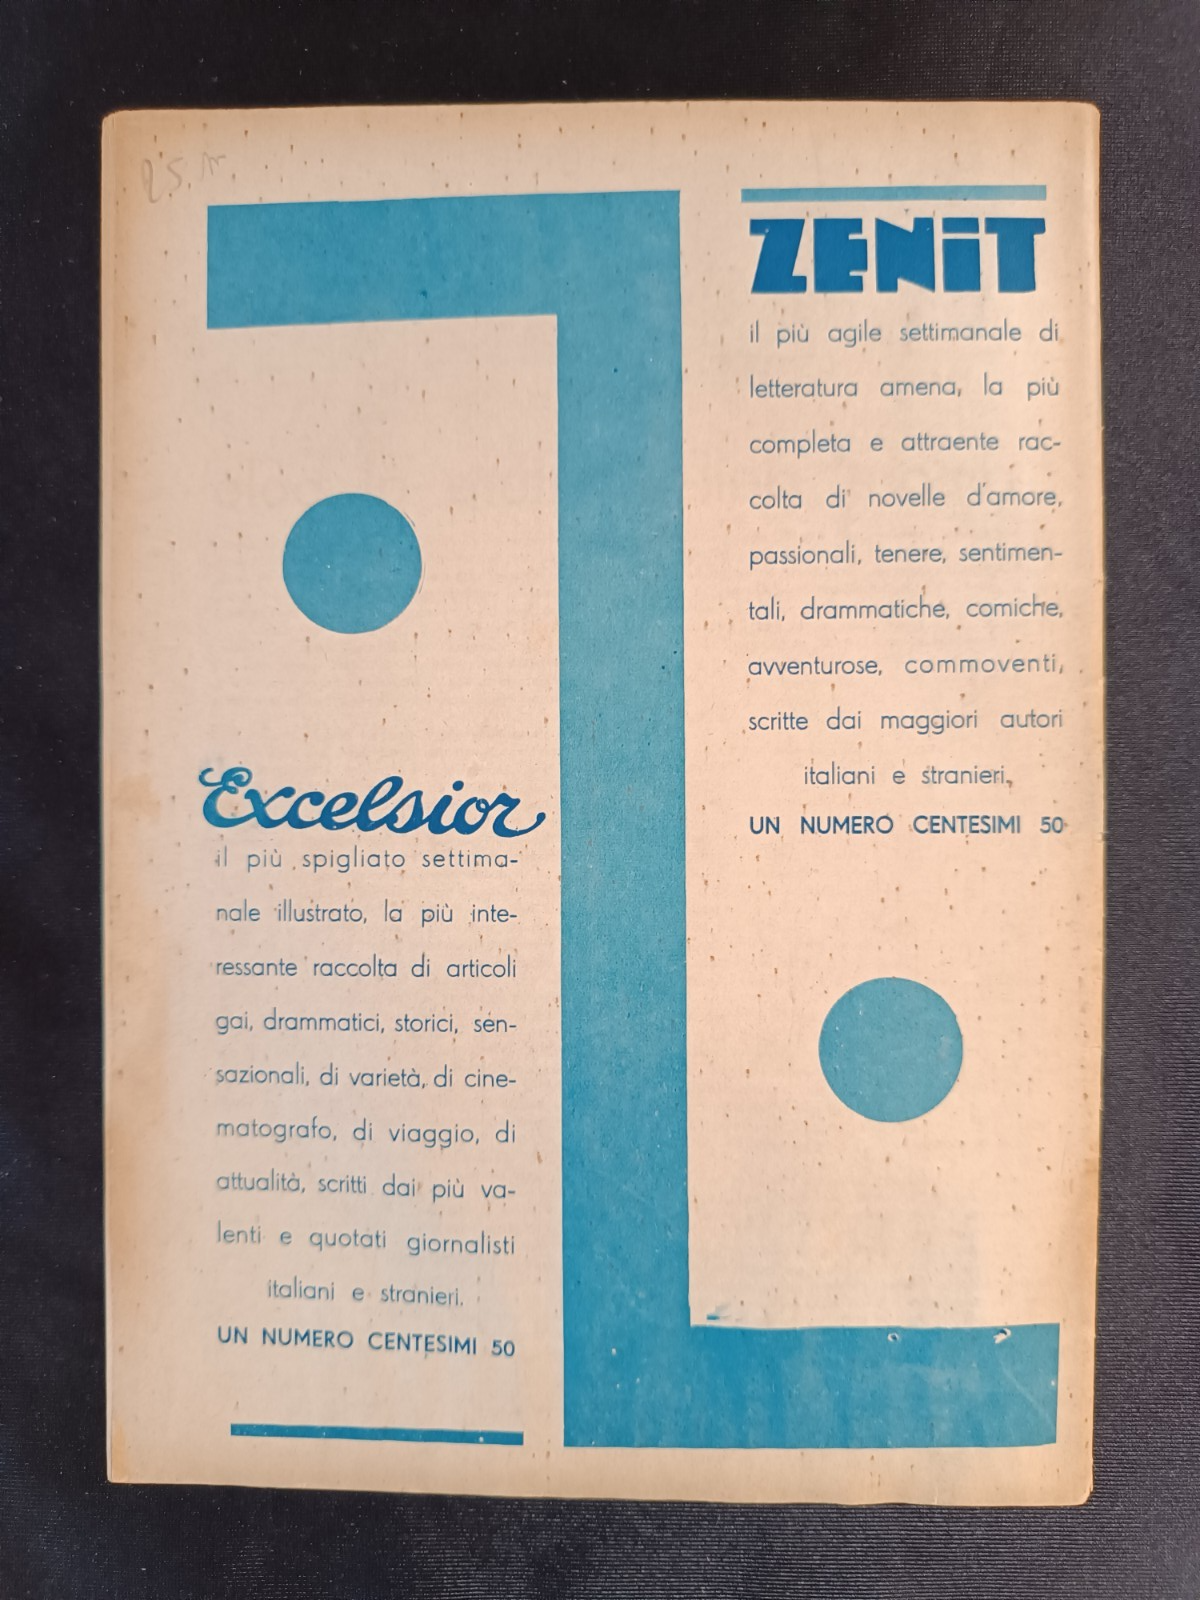 ZENiT
il più agile settimanale di
letteratura amena, la più
completa e attraente rac-
colta di novelle d'amore,
passionali, tenere, sentimen-
tali, drammatiche, comiche,
avventurose, commoventi,
scritte dai maggiori autori
italiani e stranieri.
UN NUMERO CENTESIMI 50
Excelsior
il più spigliato settima-
nale illustrato, la più inte-
ressante raccolta di articoli
gai, drammatici, storici, sen-
sazionali, di varietà, di cine-
matografo, di viaggio, di
attualità, scritti dai più va-
lenti e quotati giornalisti
italiani e stranieri.
UN NUMERO CENTESIMI 50